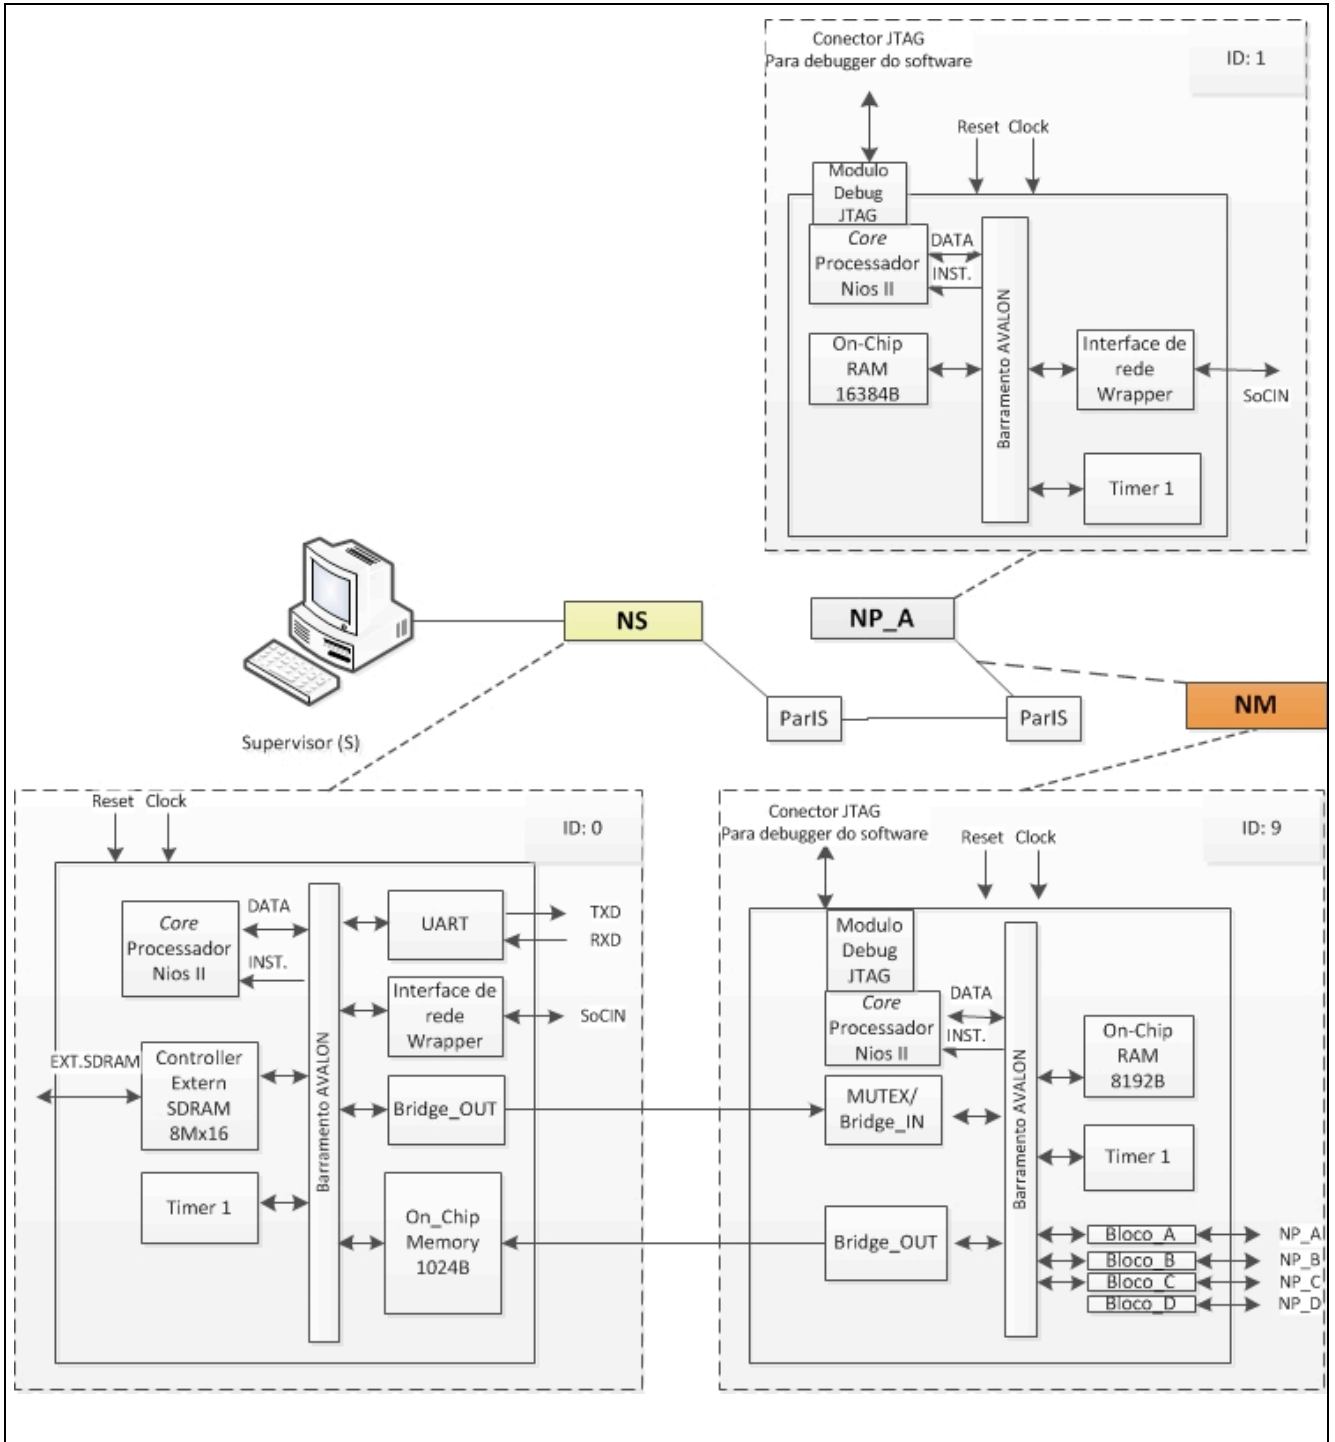 Conector JTAG
Para debugger do software
ID: 1
Reset Clock
Modulo
Debug
JTAG
Core
Processador
Nios II
DATA
INST.
On-Chip
RAM
16384B
Barramento AVALON
Interface de
rede
Wrapper
SoCIN
Timer 1
NS
NP_A
NM
ParIS
ParIS
Supervisor (S)
Reset Clock
ID: 0
Core
Processador
Nios II
DATA
INST.
UART
TXD
RXD
Interface de
rede
Wrapper
SoCIN
EXT.SDRAM
Controller
Extern
SDRAM
8Mx16
Barramento AVALON
Bridge_OUT
Timer 1
On_Chip
Memory
1024B
Conector JTAG
Para debugger do software
Reset Clock
ID: 9
Modulo
Debug
JTAG
Core
Processador
Nios II
DATA
INST.
On-Chip
RAM
8192B
MUTEX/
Bridge_IN
Barramento AVALON
Timer 1
Bridge_OUT
Bloco_A
NP_A
Bloco_B
NP_B
Bloco_C
NP_C
Bloco_D
NP_D